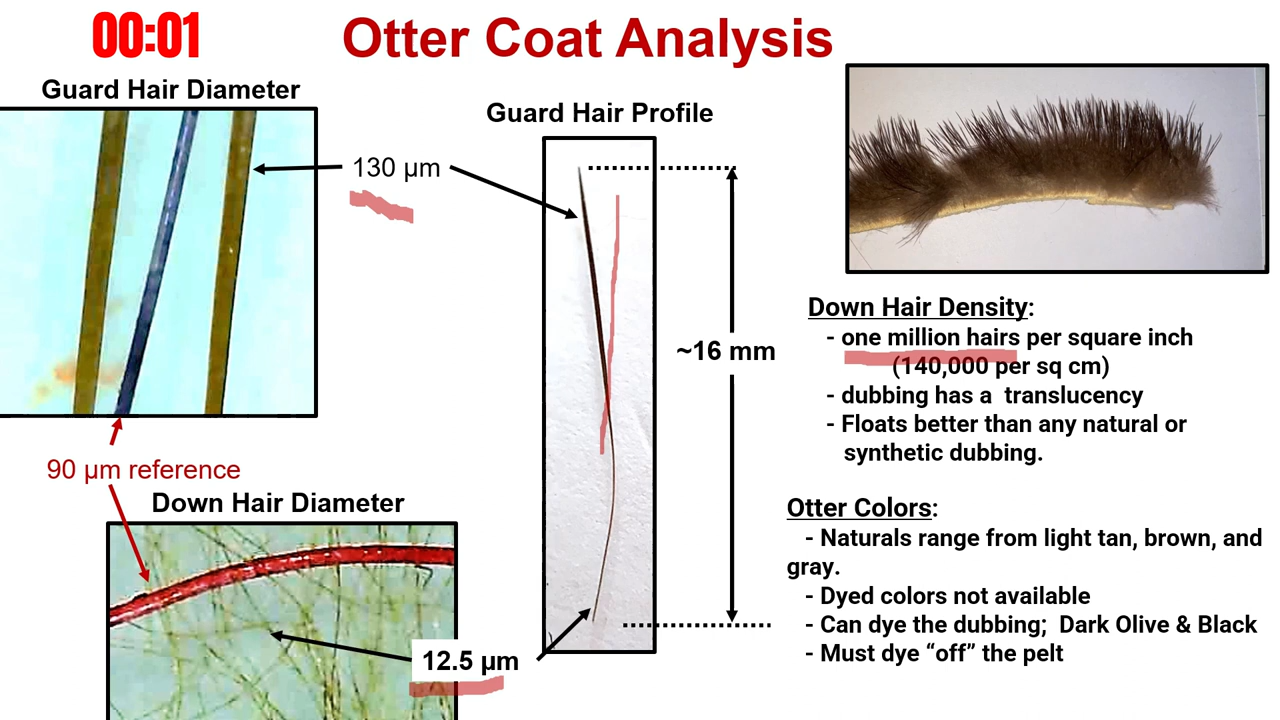 00:01
Otter Coat Analysis
Guard Hair Diameter
Guard Hair Profile
130 µm
~16 mm
90 µm reference
Down Hair Diameter
12.5 µm
Down Hair Density:
- one million hairs per square inch
(140,000 per sq cm)
- dubbing has a translucency
- Floats better than any natural or
synthetic dubbing.
Otter Colors:
- Naturals range from light tan, brown, and
gray.
- Dyed colors not available
- Can dye the dubbing; Dark Olive & Black
- Must dye “off” the pelt